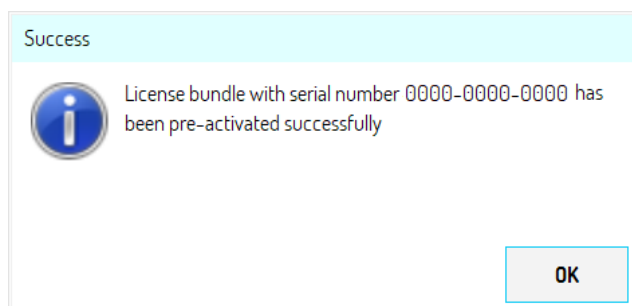 Success
License bundle with serial number 0000-0000-0000 has
been pre-activated successfully
OK